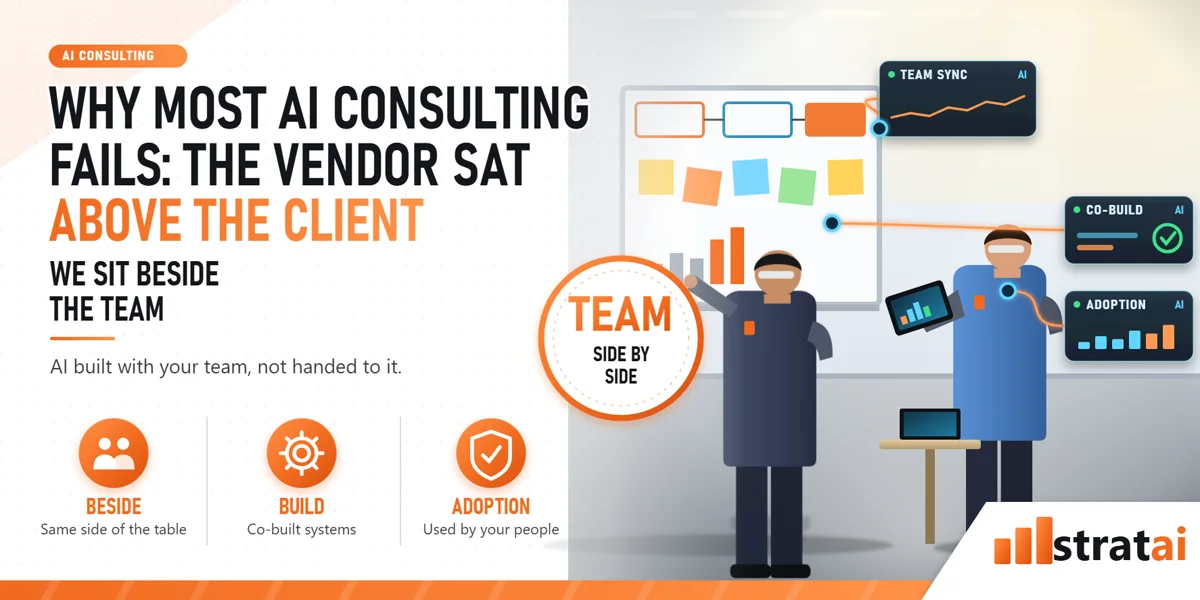 AI CONSULTING
WHY MOST AI CONSULTING
FAILS: THE VENDOR SAT
ABOVE THE CLIENT
WE SIT BESIDE
THE TEAM
AI built with your team, not handed to it.
BESIDE
Same side of the table
BUILD
Co-built systems
ADOPTION
Used by your people
TEAM
SIDE BY
SIDE
TEAM SYNC AI
CO-BUILD AI
ADOPTION AI
stratai